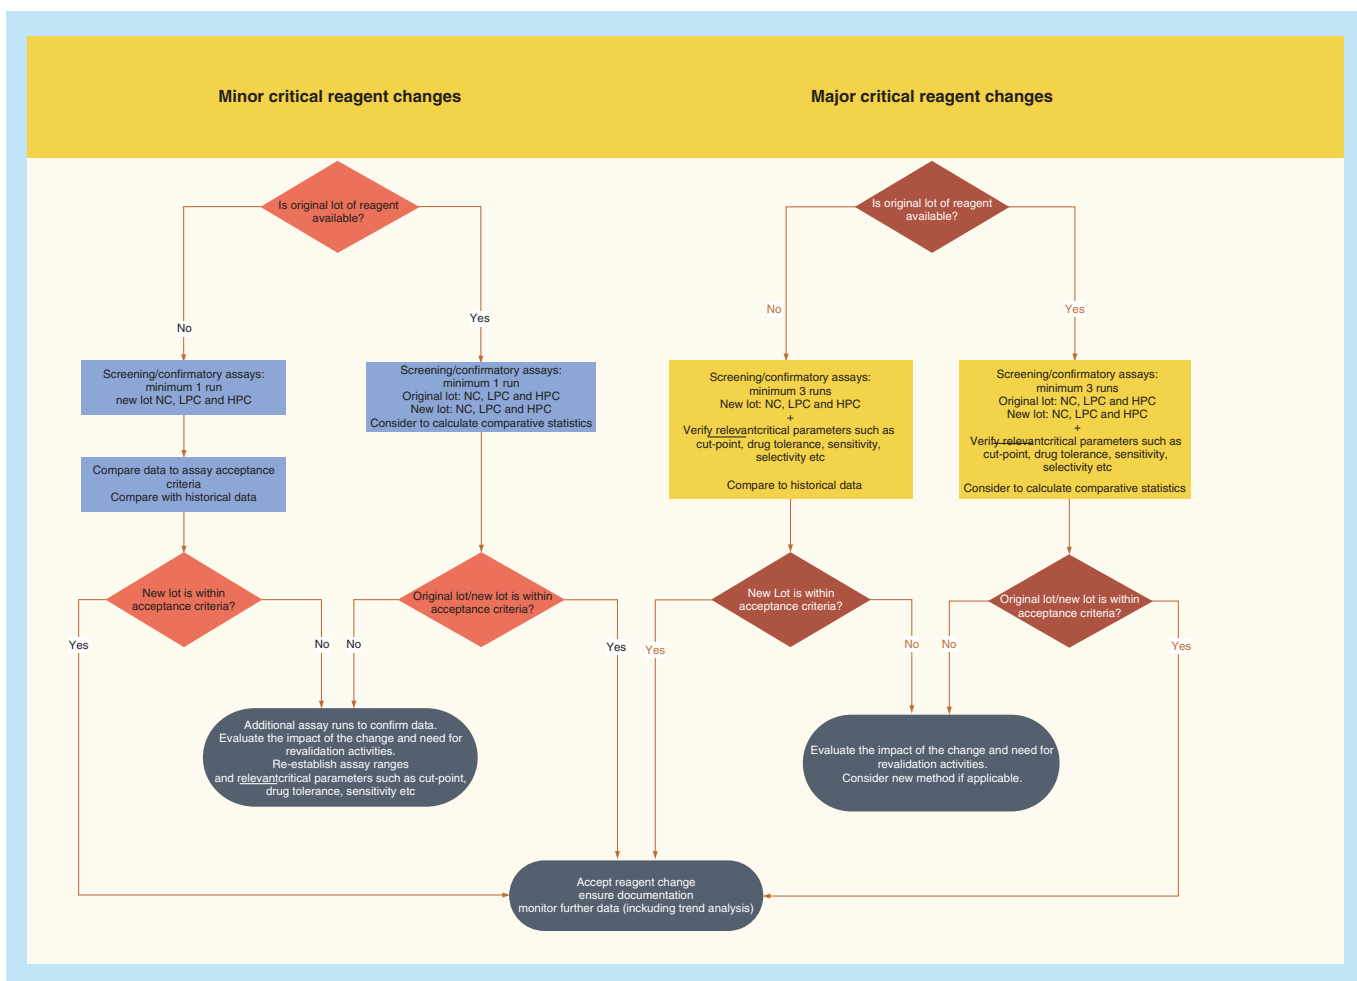 Minor critical reagent changes
Major critical reagent changes
Is original lot of reagent
available?
No
Yes
Screening/confirmatory assays:
minimum 1 run
new lot NC, LPC and HPC
Screening/confirmatory assays:
minimum 1 run
Original lot: NC, LPC and HPC
New lot: NC, LPC and HPC
Consider to calculate comparative statistics
Compare data to assay acceptance
criteria
Compare with historical data
New lot is within
acceptance criteria?
Original lot/new lot is within
acceptance criteria?
Yes
No
No
Yes
Additional assay runs to confirm data.
Evaluate the impact of the change and need for
revalidation activities.
Re-establish assay ranges
and relevantcritical parameters such as cut-point,
drug tolerance, sensitivity etc
Is original lot of reagent
available?
No
Yes
Screening/confirmatory assays:
minimum 3 runs
New lot: NC, LPC and HPC
+
Verify relevantcritical parameters such as
cut-point, drug tolerance, sensitivity,
selectivity etc
Compare to historical data
Screening/confirmatory assays:
minimum 3 runs
Original lot: NC, LPC and HPC
New lot: NC, LPC and HPC
+
Verify relevantcritical parameters such as
cut-point, drug tolerance, sensitivity,
selectivity etc
Consider to calculate comparative statistics
New Lot is within
acceptance criteria?
Original lot/new lot is within
acceptance criteria?
Yes
No
No
Yes
Evaluate the impact of the change and need for
revalidation activities.
Consider new method if applicable.
Accept reagent change
ensure documentation
monitor further data (including trend analysis)